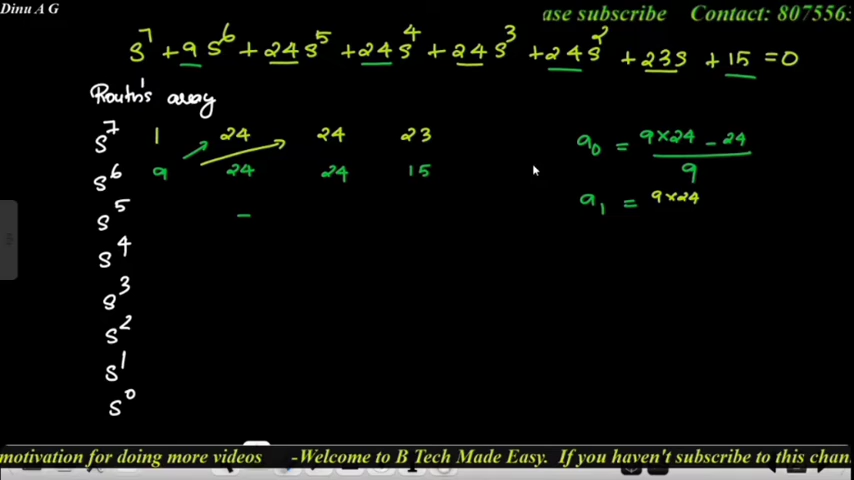 Dinu A G
ase subscribe Contact: 8075563
s⁷ + 9s⁶ + 24s⁵ + 24s⁴ + 24s³ + 24s² + 23s + 15 = 0
Routh's array
s⁷ 1 24 24 23
s⁶ 9 24 24 15
s⁵ –
s⁴
s³
s²
s¹
s⁰
a₀ = 9×24 – 24 / 9
a₁ = 9×24
motivation for doing more videos -Welcome to B Tech Made Easy. If you haven't subscribe to this chan